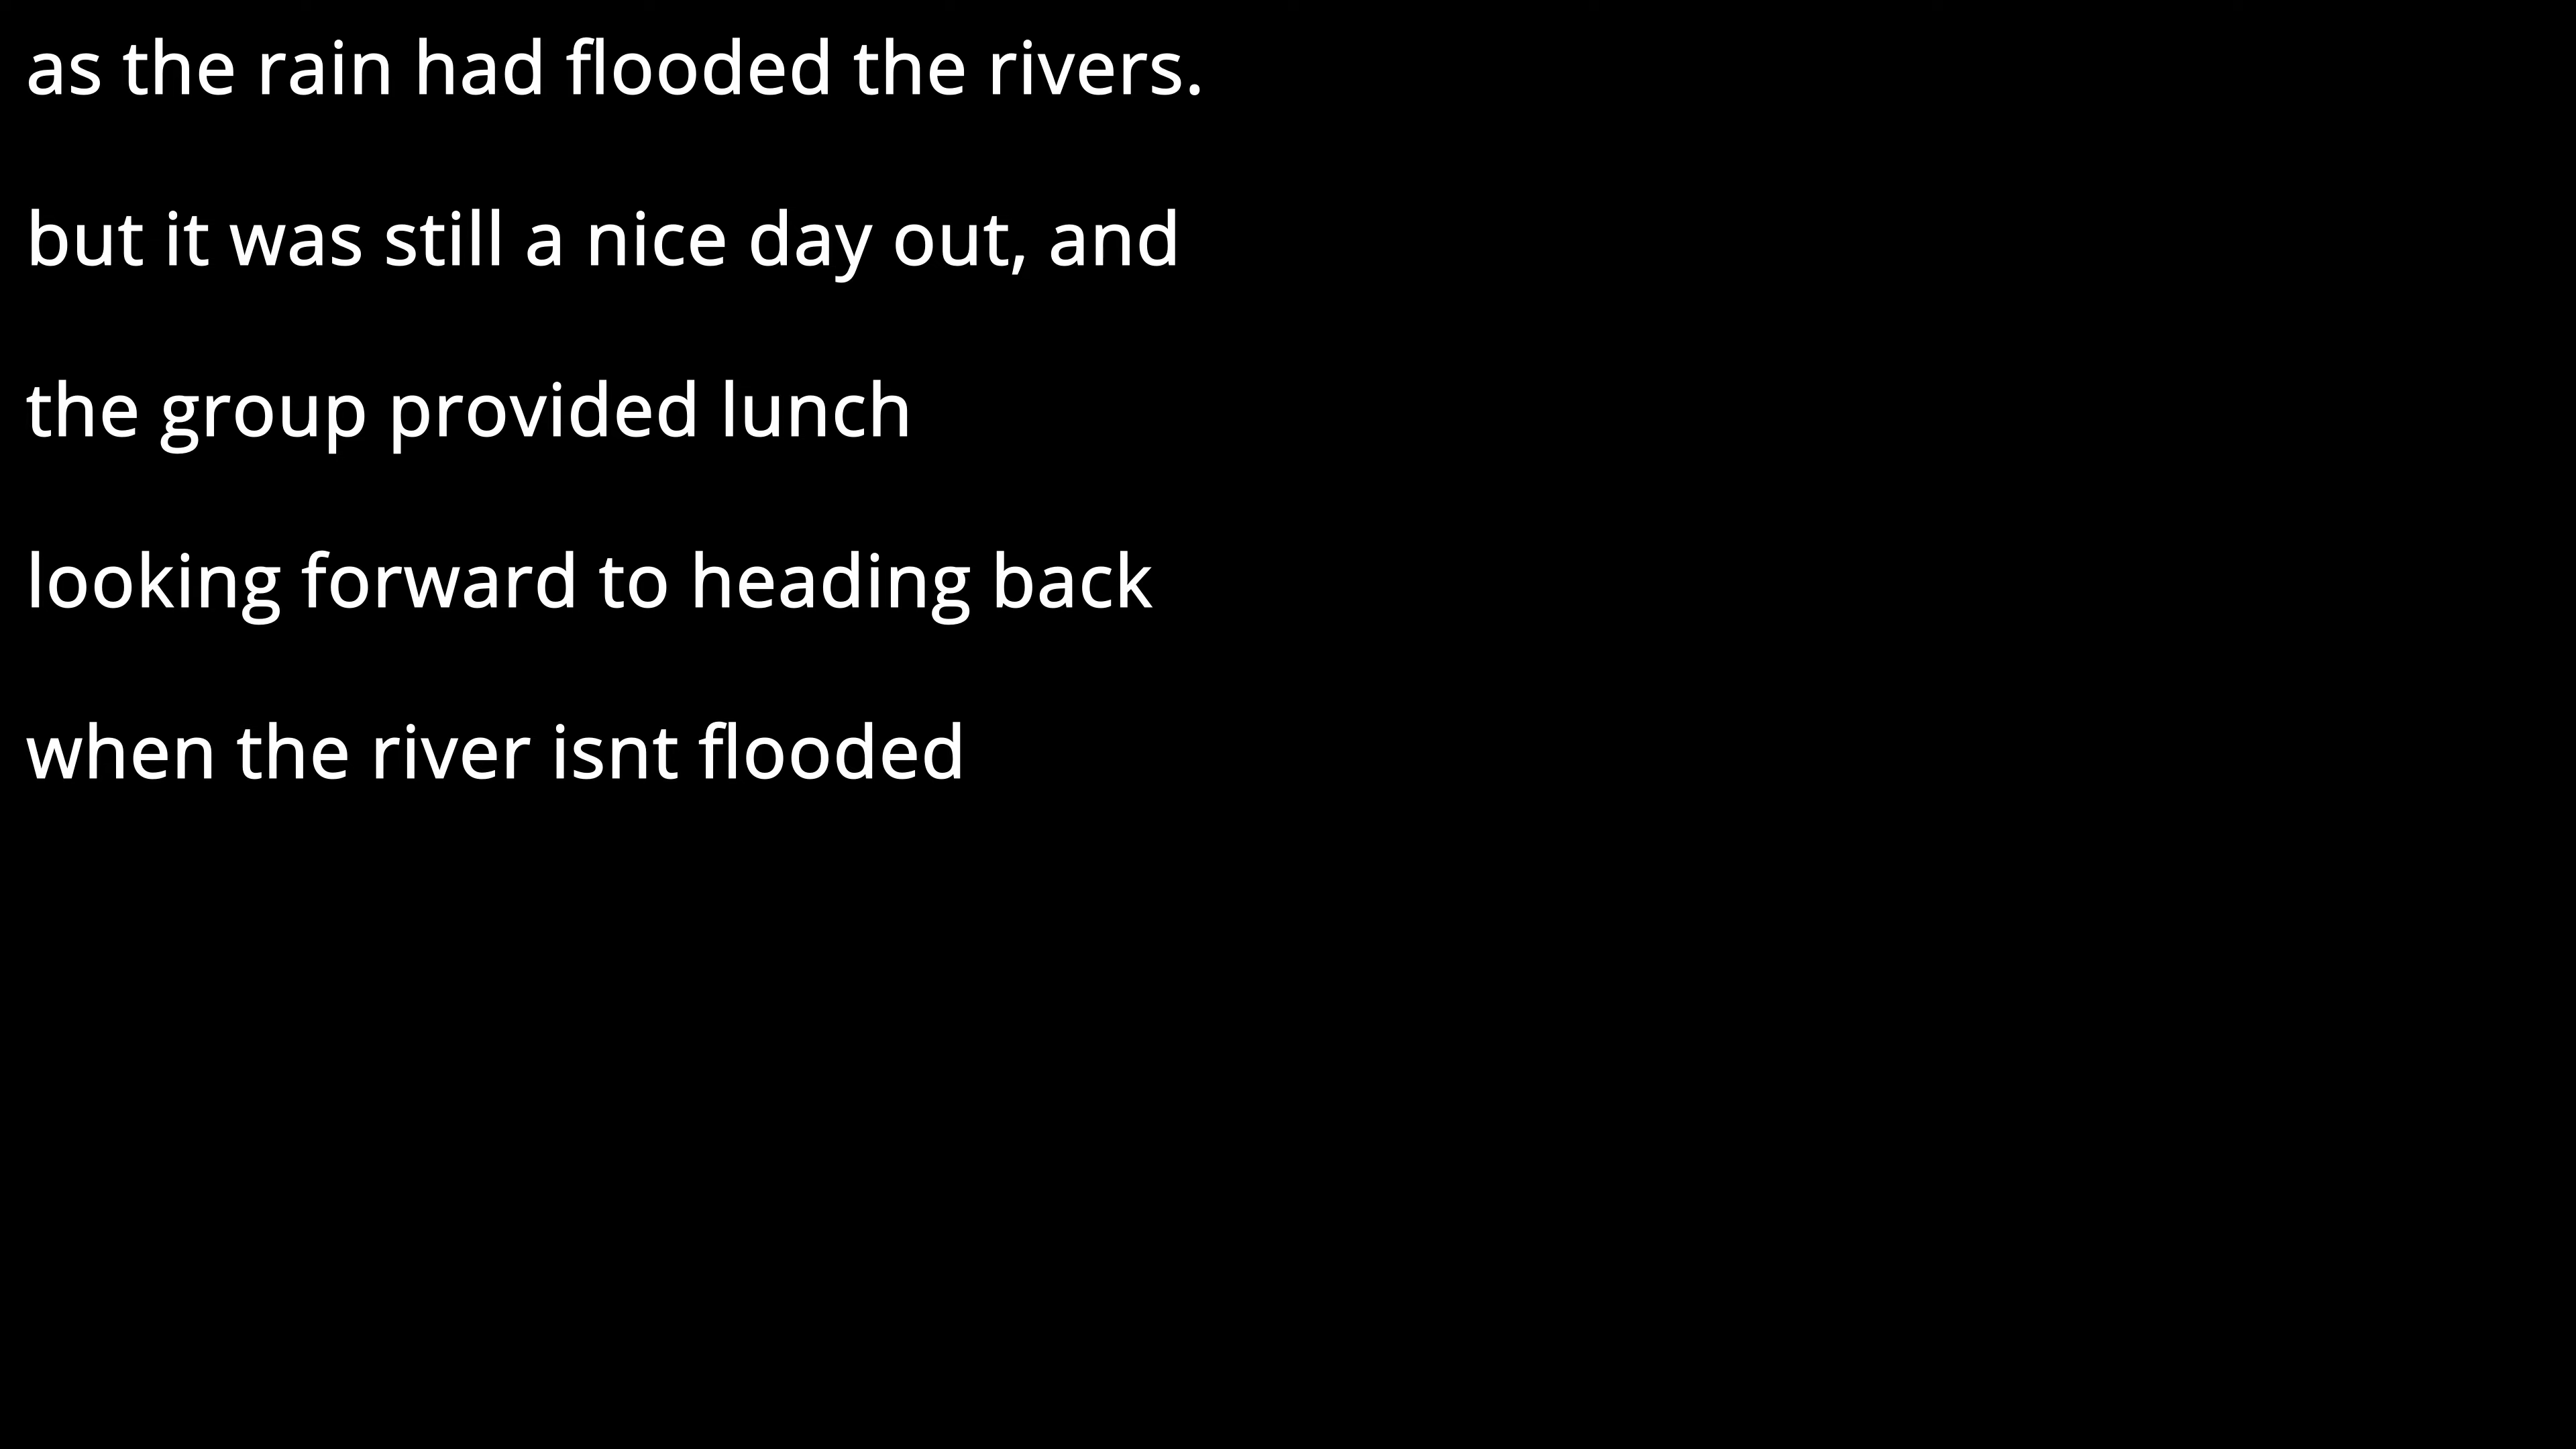 as the rain had flooded the rivers.
but it was still a nice day out, and
the group provided lunch
looking forward to heading back
when the river isnt flooded